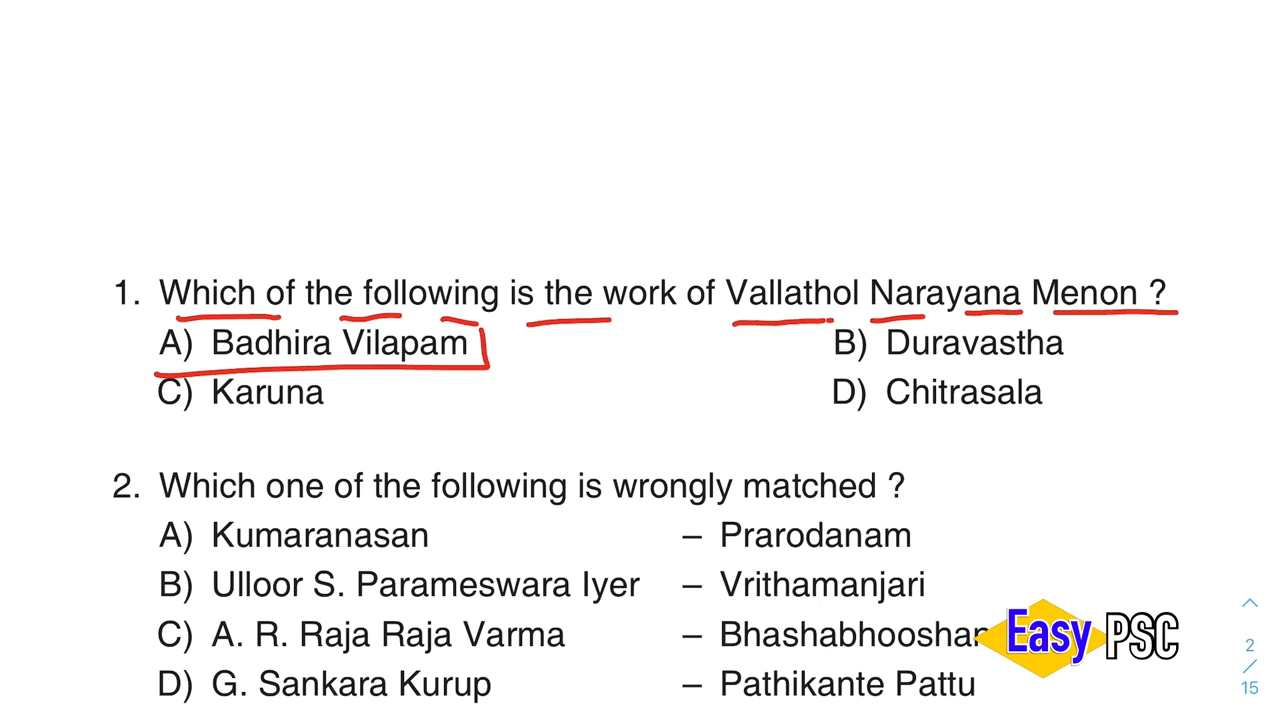 1. Which of the following is the work of Vallathol Narayana Menon ?
A) Badhira Vilapam B) Duravastha
C) Karuna D) Chitrasala
2. Which one of the following is wrongly matched ?
A) Kumaranasan – Prarodanam
B) Ulloor S. Parameswara Iyer – Vrithamanjari
C) A. R. Raja Raja Varma –
D) G. Sankara Kurup – Pathikante Pattu
Easy PSC
2
/
15